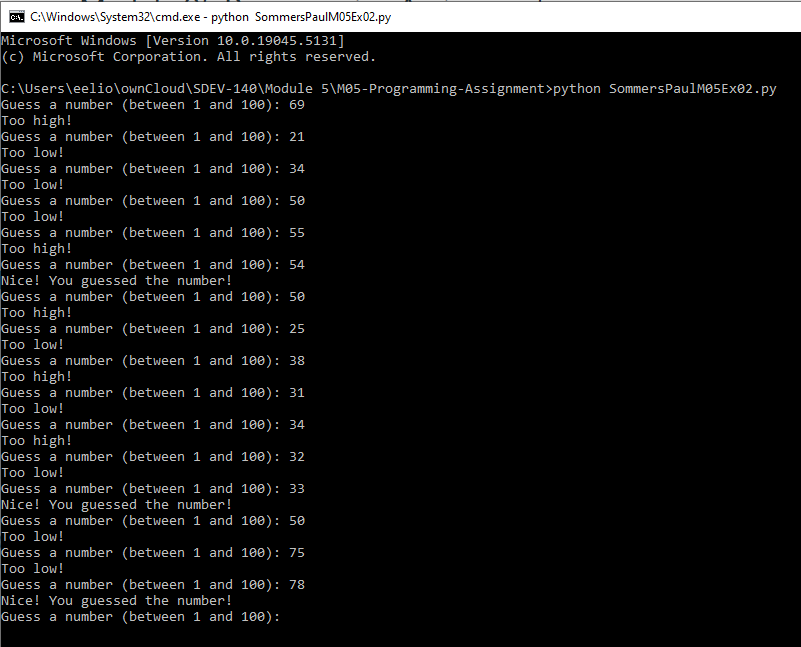 C:\Windows\System32\cmd.exe - python  SommersPaulM05Ex02.py
Microsoft Windows [Version 10.0.19045.5131]
(c) Microsoft Corporation. All rights reserved.
C:\Users\eelio\ownCloud\SDEV-140\Module 5\M05-Programming-Assignment>python SommersPaulM05Ex02.py
Guess a number (between 1 and 100): 69
Too high!
Guess a number (between 1 and 100): 21
Too low!
Guess a number (between 1 and 100): 34
Too low!
Guess a number (between 1 and 100): 50
Too low!
Guess a number (between 1 and 100): 55
Too high!
Guess a number (between 1 and 100): 54
Nice! You guessed the number!
Guess a number (between 1 and 100): 50
Too high!
Guess a number (between 1 and 100): 25
Too low!
Guess a number (between 1 and 100): 38
Too high!
Guess a number (between 1 and 100): 31
Too low!
Guess a number (between 1 and 100): 34
Too high!
Guess a number (between 1 and 100): 32
Too low!
Guess a number (between 1 and 100): 33
Nice! You guessed the number!
Guess a number (between 1 and 100): 50
Too low!
Guess a number (between 1 and 100): 75
Too low!
Guess a number (between 1 and 100): 78
Nice! You guessed the number!
Guess a number (between 1 and 100):